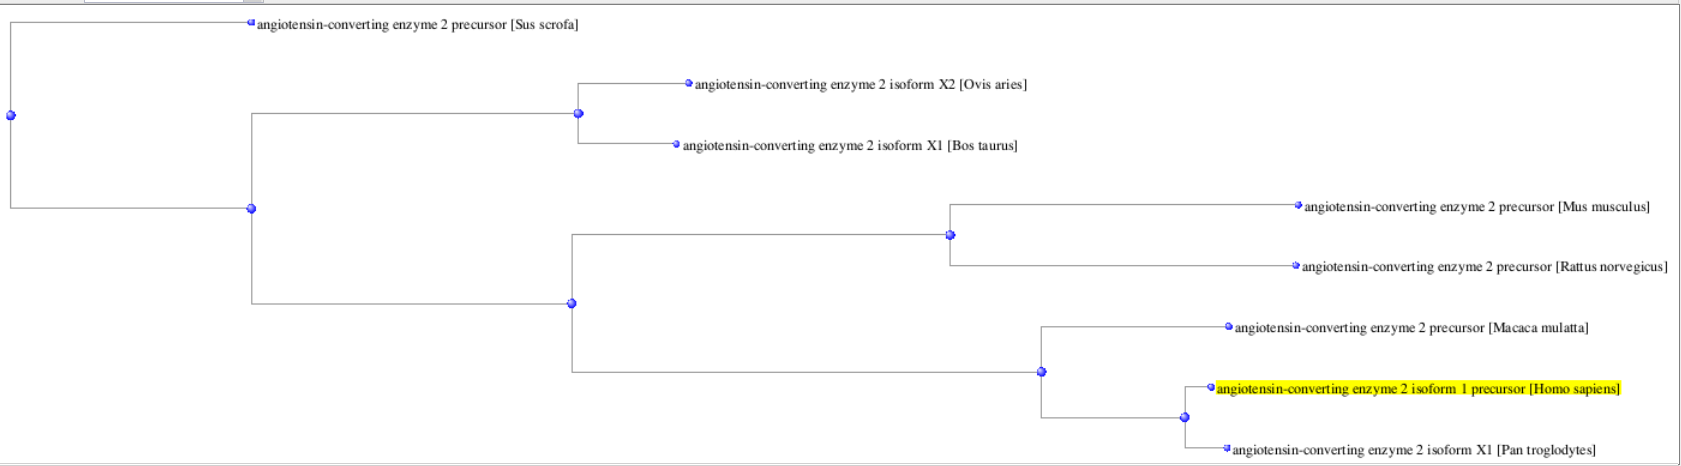 angiotensin-converting enzyme 2 precursor [Sus scrofa]
angiotensin-converting enzyme 2 isoform X2 [Ovis aries]
angiotensin-converting enzyme 2 isoform X1 [Bos taurus]
angiotensin-converting enzyme 2 precursor [Mus musculus]
angiotensin-converting enzyme 2 precursor [Rattus norvegicus]
angiotensin-converting enzyme 2 precursor [Macaca mulatta]
angiotensin-converting enzyme 2 isoform 1 precursor [Homo sapiens]
angiotensin-converting enzyme 2 isoform X1 [Pan troglodytes]